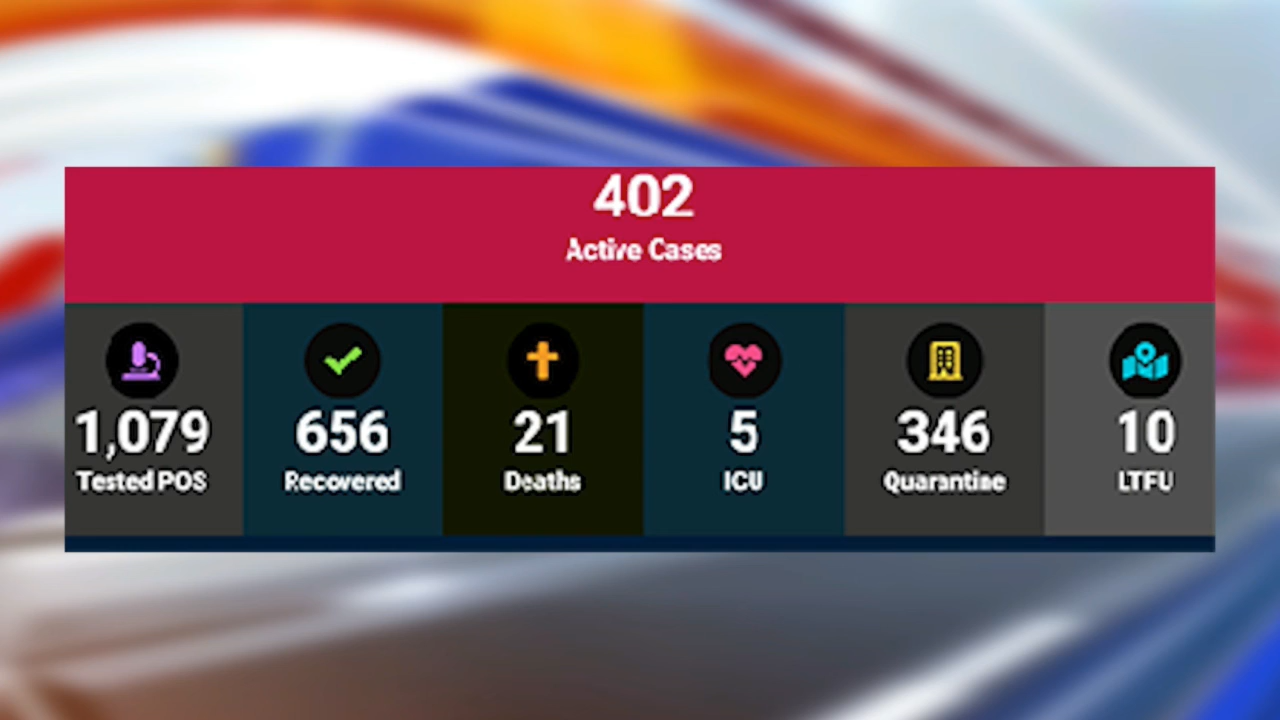 402
Active Cases
1,079 656 21 5 346 10
Tested POS Recovered Deaths ICU Quarantine LTFU